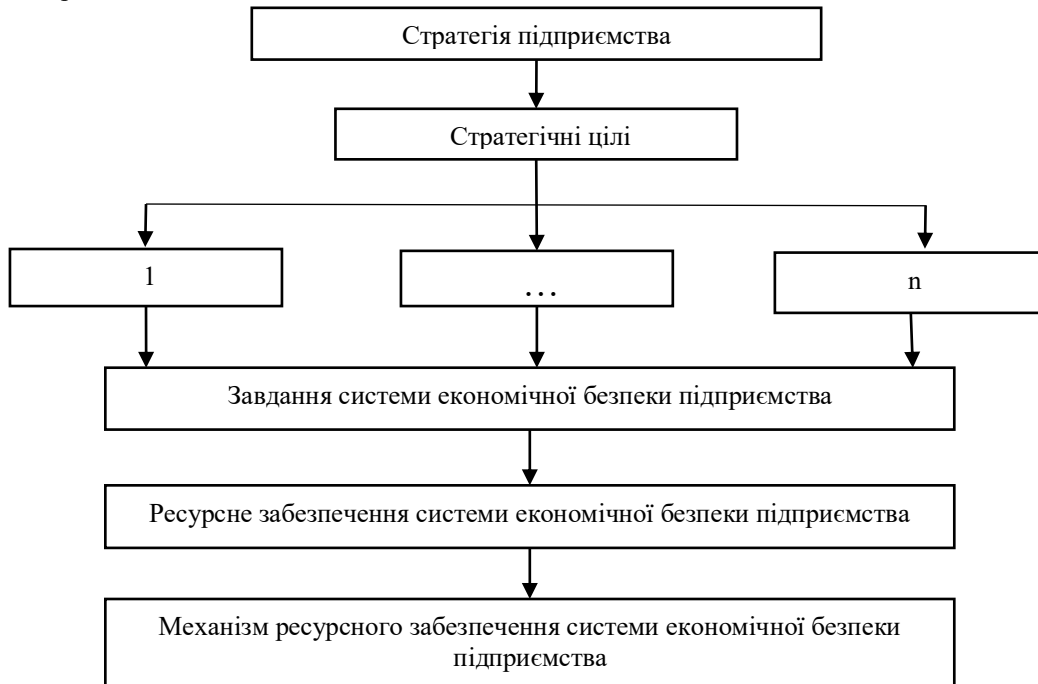 Стратегія підприємства
Стратегічні цілі
1
…
n
Завдання системи економічної безпеки підприємства
Ресурсне забезпечення системи економічної безпеки підприємства
Механізм ресурсного забезпечення системи економічної безпеки
підприємства